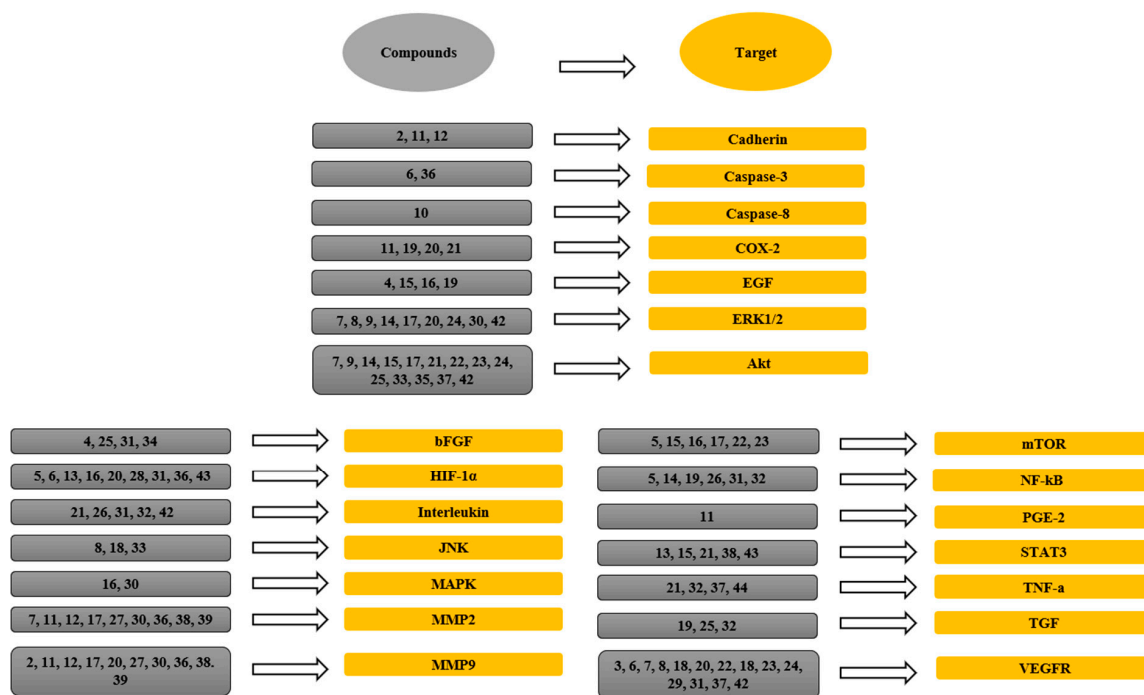 Compounds
Target
2, 11, 12
Cadherin
6, 36
Caspase-3
10
Caspase-8
11, 19, 20, 21
COX-2
4, 15, 16, 19
EGF
7, 8, 9, 14, 17, 20, 24, 30, 42
ERK1/2
7, 9, 14, 15, 17, 21, 22, 23, 24,
25, 33, 35, 37, 42
Akt
4, 25, 31, 34
bFGF
5, 6, 13, 16, 20, 28, 31, 36, 43
HIF-1α
21, 26, 31, 32, 42
Interleukin
8, 18, 33
JNK
16, 30
MAPK
7, 11, 12, 17, 27, 30, 36, 38, 39
MMP2
2, 11, 12, 17, 20, 27, 30, 36, 38.
39
MMP9
5, 15, 16, 17, 22, 23
mTOR
5, 14, 19, 26, 31, 32
NF-kB
11
PGE-2
13, 15, 21, 38, 43
STAT3
21, 32, 37, 44
TNF-a
19, 25, 32
TGF
3, 6, 7, 8, 18, 20, 22, 18, 23, 24,
29, 31, 37, 42
VEGFR